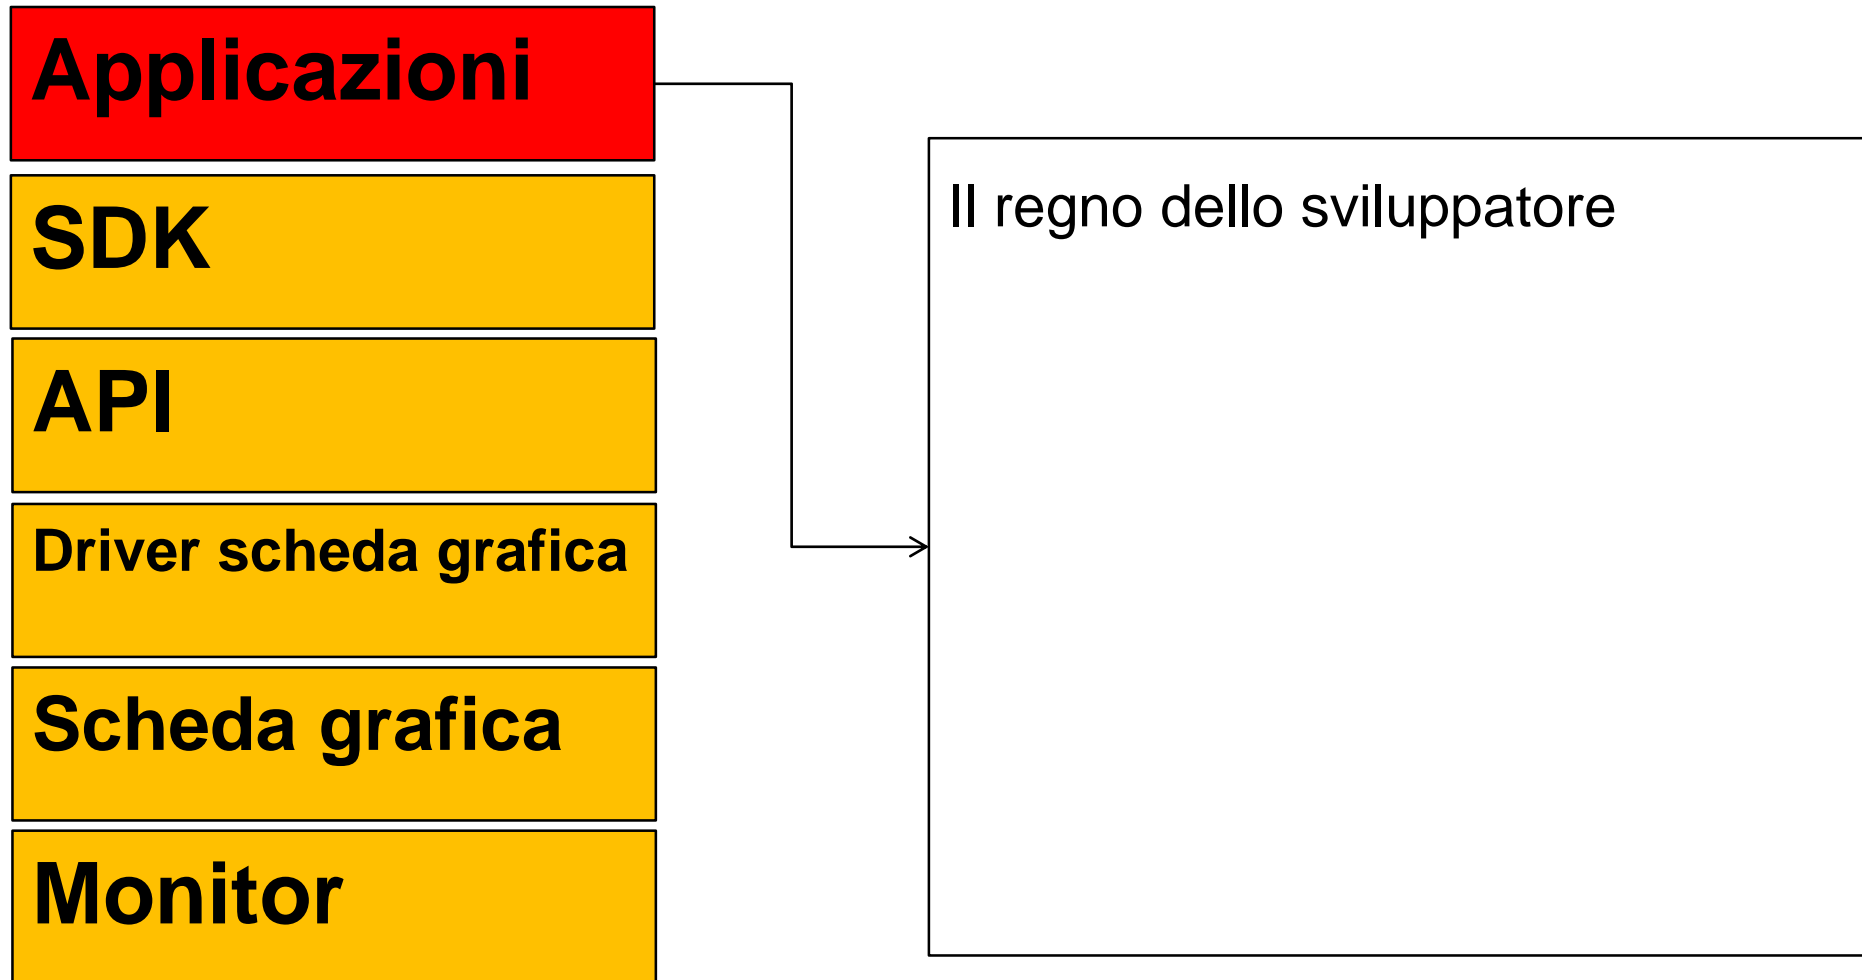 Applicazioni
SDK
API
Driver scheda grafica
Scheda grafica
Monitor
Il regno dello sviluppatore